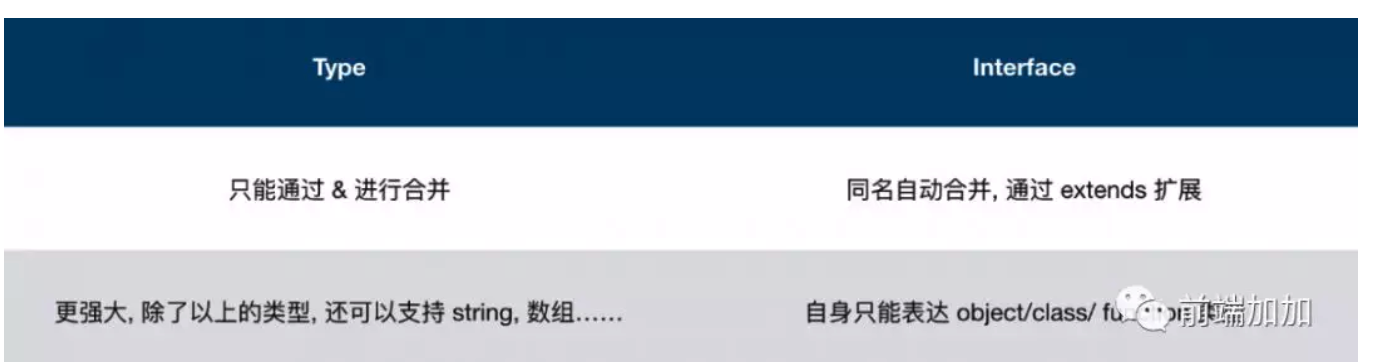 Type
Interface
只能通过 & 进行合并
同名自动合并, 通过 extends 扩展
更强大, 除了以上的类型, 还可以支持 string, 数组……
自身只能表达 object/class/
前端加加